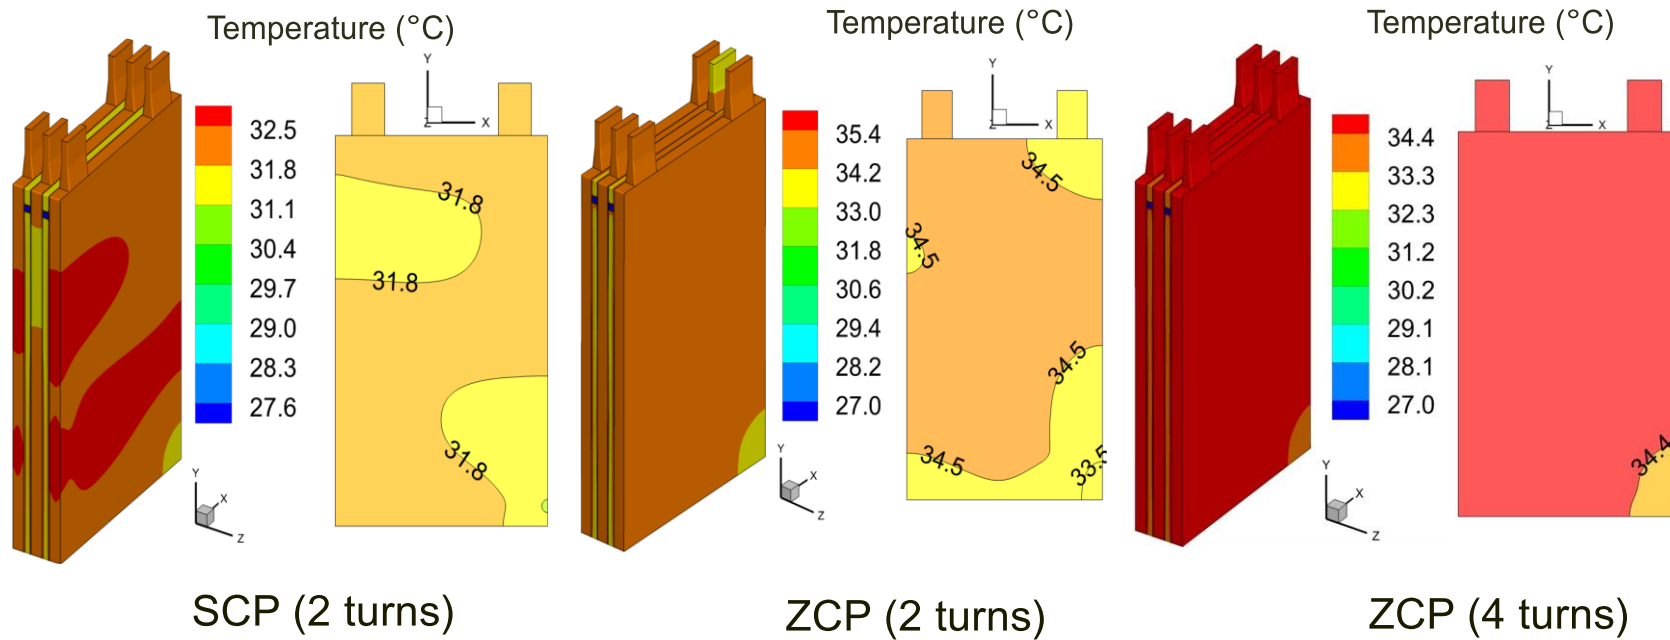 Temperature (°C)
32.5
31.8
31.1
30.4
29.7
29.0
28.3
27.6
Y
X
Z
Y
X
Z
31.8
31.8
31.8
SCP (2 turns)
Temperature (°C)
35.4
34.2
33.0
31.8
30.6
29.4
28.2
27.0
Y
X
Z
Y
X
Z
34.5
34.5
34.5
34.5
33.5
ZCP (2 turns)
Temperature (°C)
34.4
33.3
32.3
31.2
30.2
29.1
28.1
27.0
Y
X
Z
Y
X
Z
34.4
ZCP (4 turns)